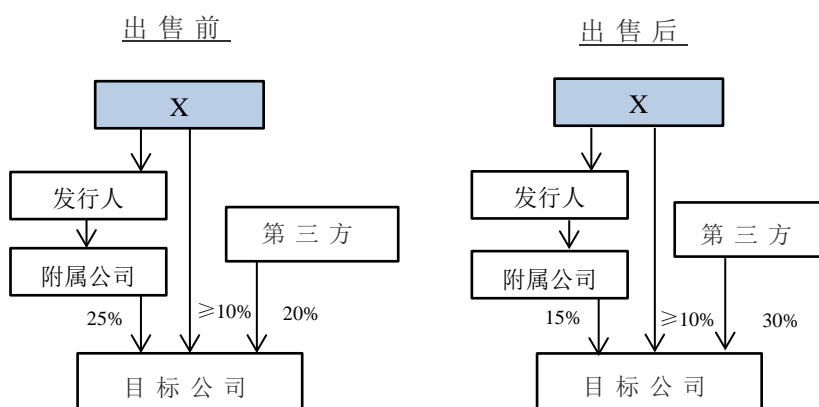 出售前
X
发行人
第三方
附属公司
25%
≥10%
20%
目标公司
出售后
X
发行人
第三方
附属公司
15%
≥10%
30%
目标公司